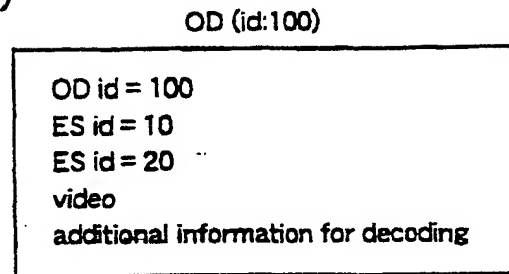 OD (id:100)
OD id = 100
ES id = 10
ES id = 20
video
additional information for decoding